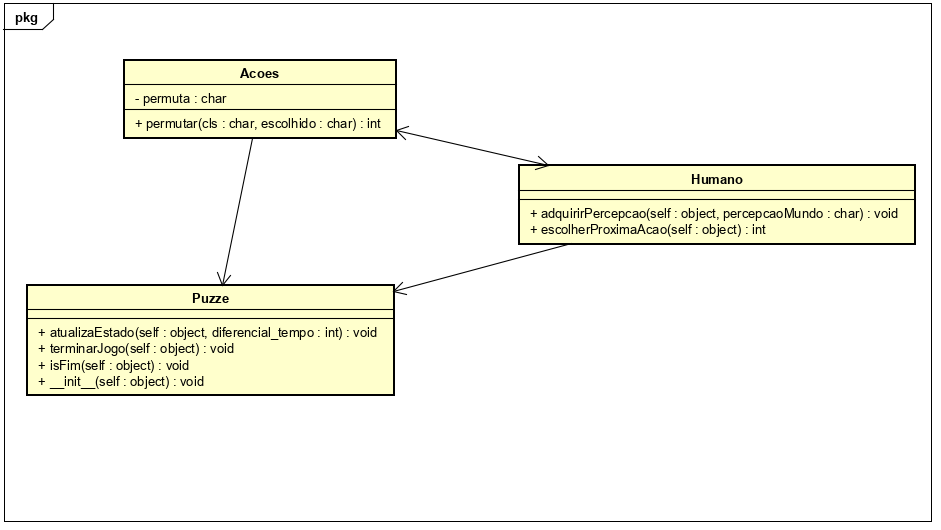 pkg
Acoes
- permuta : char
+ permutar(cls : char, escolhido : char) : int
Humano
+ adquirirPercepcao(self : object, percepcaoMundo : char) : void
+ escolherProximaAcao(self : object) : int
Puzze
+ atualizaEstado(self : object, diferencial_tempo : int) : void
+ terminarJogo(self : object) : void
+ isFim(self : object) : void
+ __init__(self : object) : void